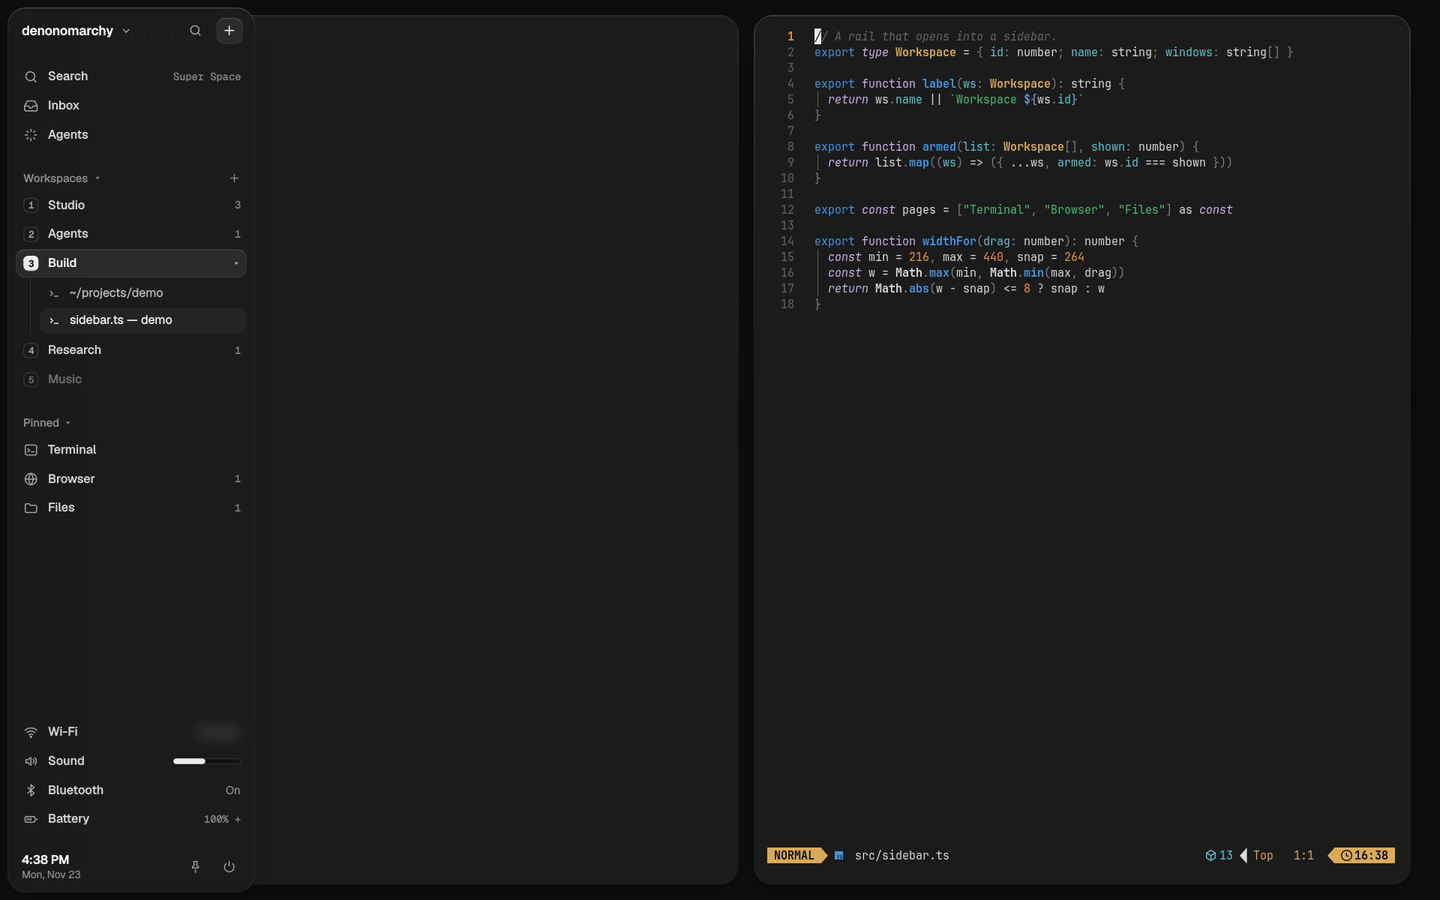 denonomarchy
Search Super Space
Inbox
Agents
Workspaces
1 Studio 3
2 Agents 1
3 Build
~/projects/demo
sidebar.ts — demo
4 Research 1
5 Music
Pinned
Terminal
Browser 1
Files 1
Wi-Fi
Sound
Bluetooth On
Battery 100% +
4:38 PM
Mon, Nov 23
1 // A rail that opens into a sidebar.
2 export type Workspace = { id: number; name: string; windows: string[] }
3
4 export function label(ws: Workspace): string {
5 return ws.name || `Workspace ${ws.id}`
6 }
7
8 export function armed(list: Workspace[], shown: number) {
9 return list.map((ws) => ({ ...ws, armed: ws.id === shown }))
10 }
11
12 export const pages = ["Terminal", "Browser", "Files"] as const
13
14 export function widthFor(drag: number): number {
15 const min = 216, max = 440, snap = 264
16 const w = Math.max(min, Math.min(max, drag))
17 return Math.abs(w - snap) <= 8 ? snap : w
18 }
NORMAL src/sidebar.ts 13 Top 1:1 16:38